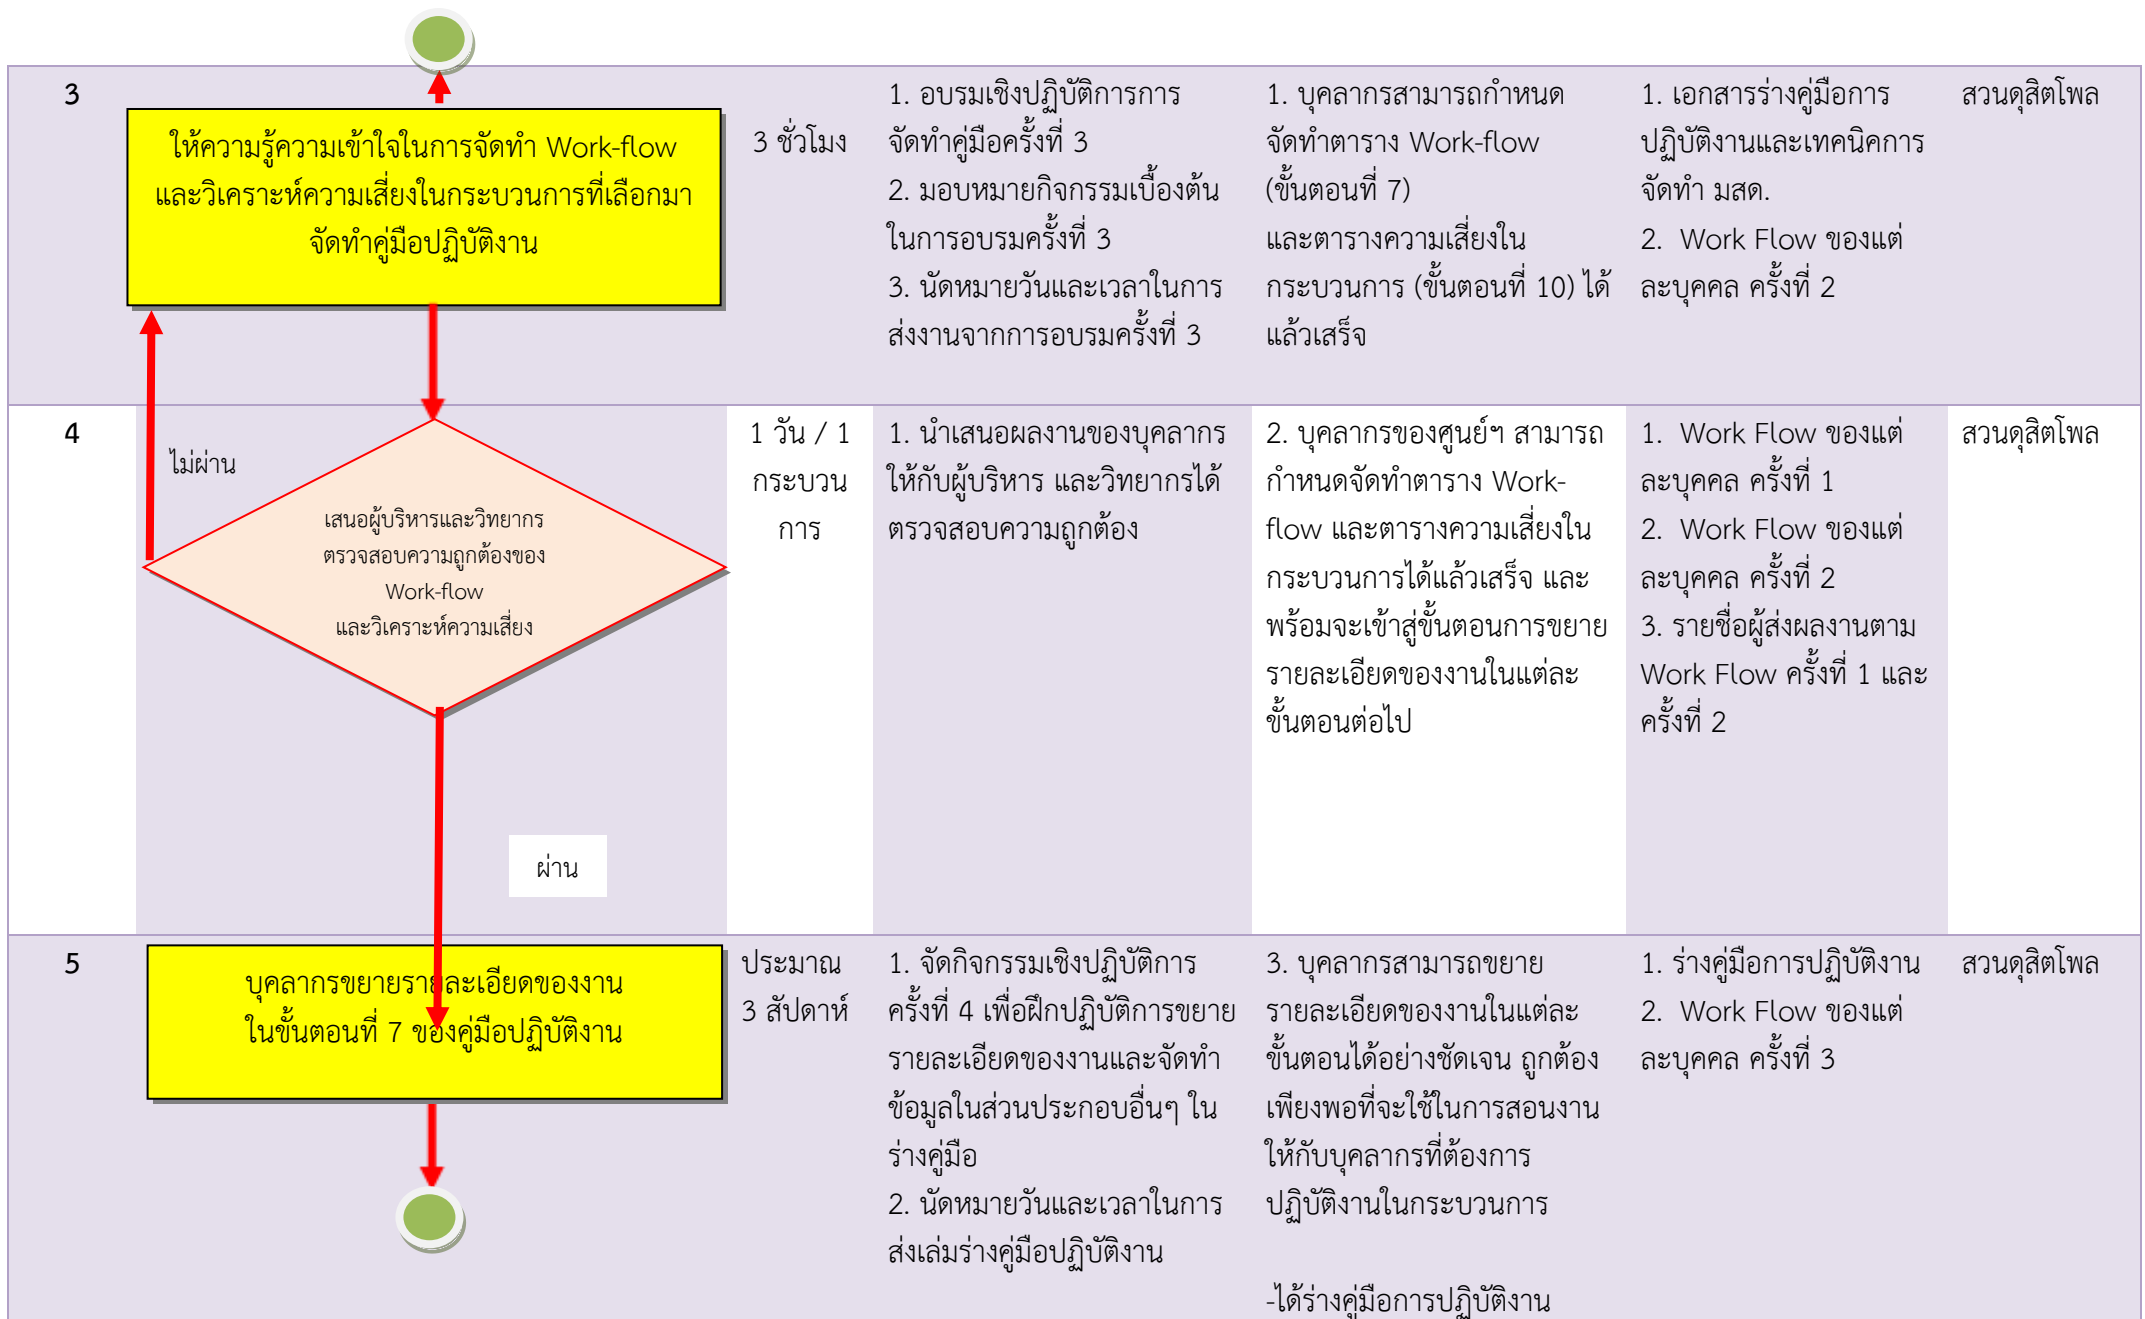 3
ให้ความรู้ความเข้าใจในการจัดทำ Work-flow
และวิเคราะห์ความเสี่ยงในกระบวนการที่เลือกมา
จัดทำคู่มือปฏิบัติงาน
3 ชั่วโมง
1. อบรมเชิงปฏิบัติการการ
จัดทำคู่มือครั้งที่ 3
2. มอบหมายกิจกรรมเบื้องต้น
ในการอบรมครั้งที่ 3
3. นัดหมายวันและเวลาในการ
ส่งงานจากการอบรมครั้งที่ 3
1. บุคลากรสามารถกำหนด
จัดทำตาราง Work-flow
(ขั้นตอนที่ 7)
และตารางความเสี่ยงใน
กระบวนการ (ขั้นตอนที่ 10) ได้
แล้วเสร็จ
1. เอกสารร่างคู่มือการ
ปฏิบัติงานและเทคนิคการ
จัดทำ มสด.
2. Work Flow ของแต่
ละบุคคล ครั้งที่ 2
สวนดุสิตโพล
4
ไม่ผ่าน
เสนอผู้บริหารและวิทยากร
ตรวจสอบความถูกต้องของ
Work-flow
และวิเคราะห์ความเสี่ยง
ผ่าน
1 วัน / 1
กระบวน
การ
1. นำเสนอผลงานของบุคลากร
ให้กับผู้บริหาร และวิทยากรได้
ตรวจสอบความถูกต้อง
2. บุคลากรของศูนย์ฯ สามารถ
กำหนดจัดทำตาราง Work-
flow และตารางความเสี่ยงใน
กระบวนการได้แล้วเสร็จ และ
พร้อมจะเข้าสู่ขั้นตอนการขยาย
รายละเอียดของงานในแต่ละ
ขั้นตอนต่อไป
1. Work Flow ของแต่
ละบุคคล ครั้งที่ 1
2. Work Flow ของแต่
ละบุคคล ครั้งที่ 2
3. รายชื่อผู้ส่งผลงานตาม
Work Flow ครั้งที่ 1 และ
ครั้งที่ 2
สวนดุสิตโพล
5
บุคลากรขยายรายละเอียดของงาน
ในขั้นตอนที่ 7 ของคู่มือปฏิบัติงาน
ประมาณ
3 สัปดาห์
1. จัดกิจกรรมเชิงปฏิบัติการ
ครั้งที่ 4 เพื่อฝึกปฏิบัติการขยาย
รายละเอียดของงานและจัดทำ
ข้อมูลในส่วนประกอบอื่นๆ ใน
ร่างคู่มือ
2. นัดหมายวันและเวลาในการ
ส่งเล่มร่างคู่มือปฏิบัติงาน
3. บุคลากรสามารถขยาย
รายละเอียดของงานในแต่ละ
ขั้นตอนได้อย่างชัดเจน ถูกต้อง
เพียงพอที่จะใช้ในการสอนงาน
ให้กับบุคลากรที่ต้องการ
ปฏิบัติงานในกระบวนการ
-ได้ร่างคู่มือการปฏิบัติงาน
1. ร่างคู่มือการปฏิบัติงาน
2. Work Flow ของแต่
ละบุคคล ครั้งที่ 3
สวนดุสิตโพล